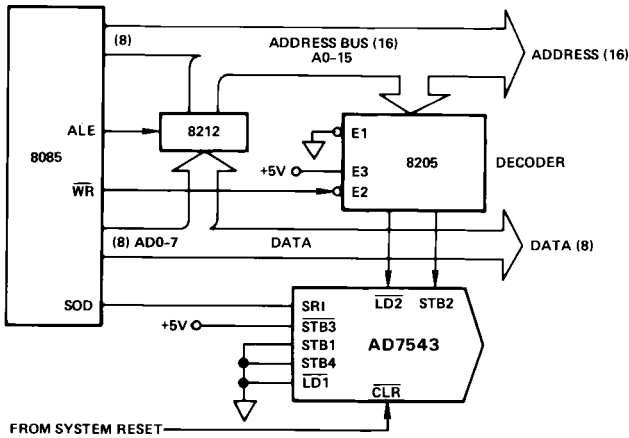 (8)
ADDRESS BUS (16)
A0-15
ADDRESS (16)
ALE
8212
8085
E1
8205
DECODER
+5V
E3
WR
E2
(8) AD0-7
DATA
DATA (8)
SOD
SRI
LD2
STB2
+5V
STB3
STB1
AD7543
STB4
LD1
CLR
FROM SYSTEM RESET